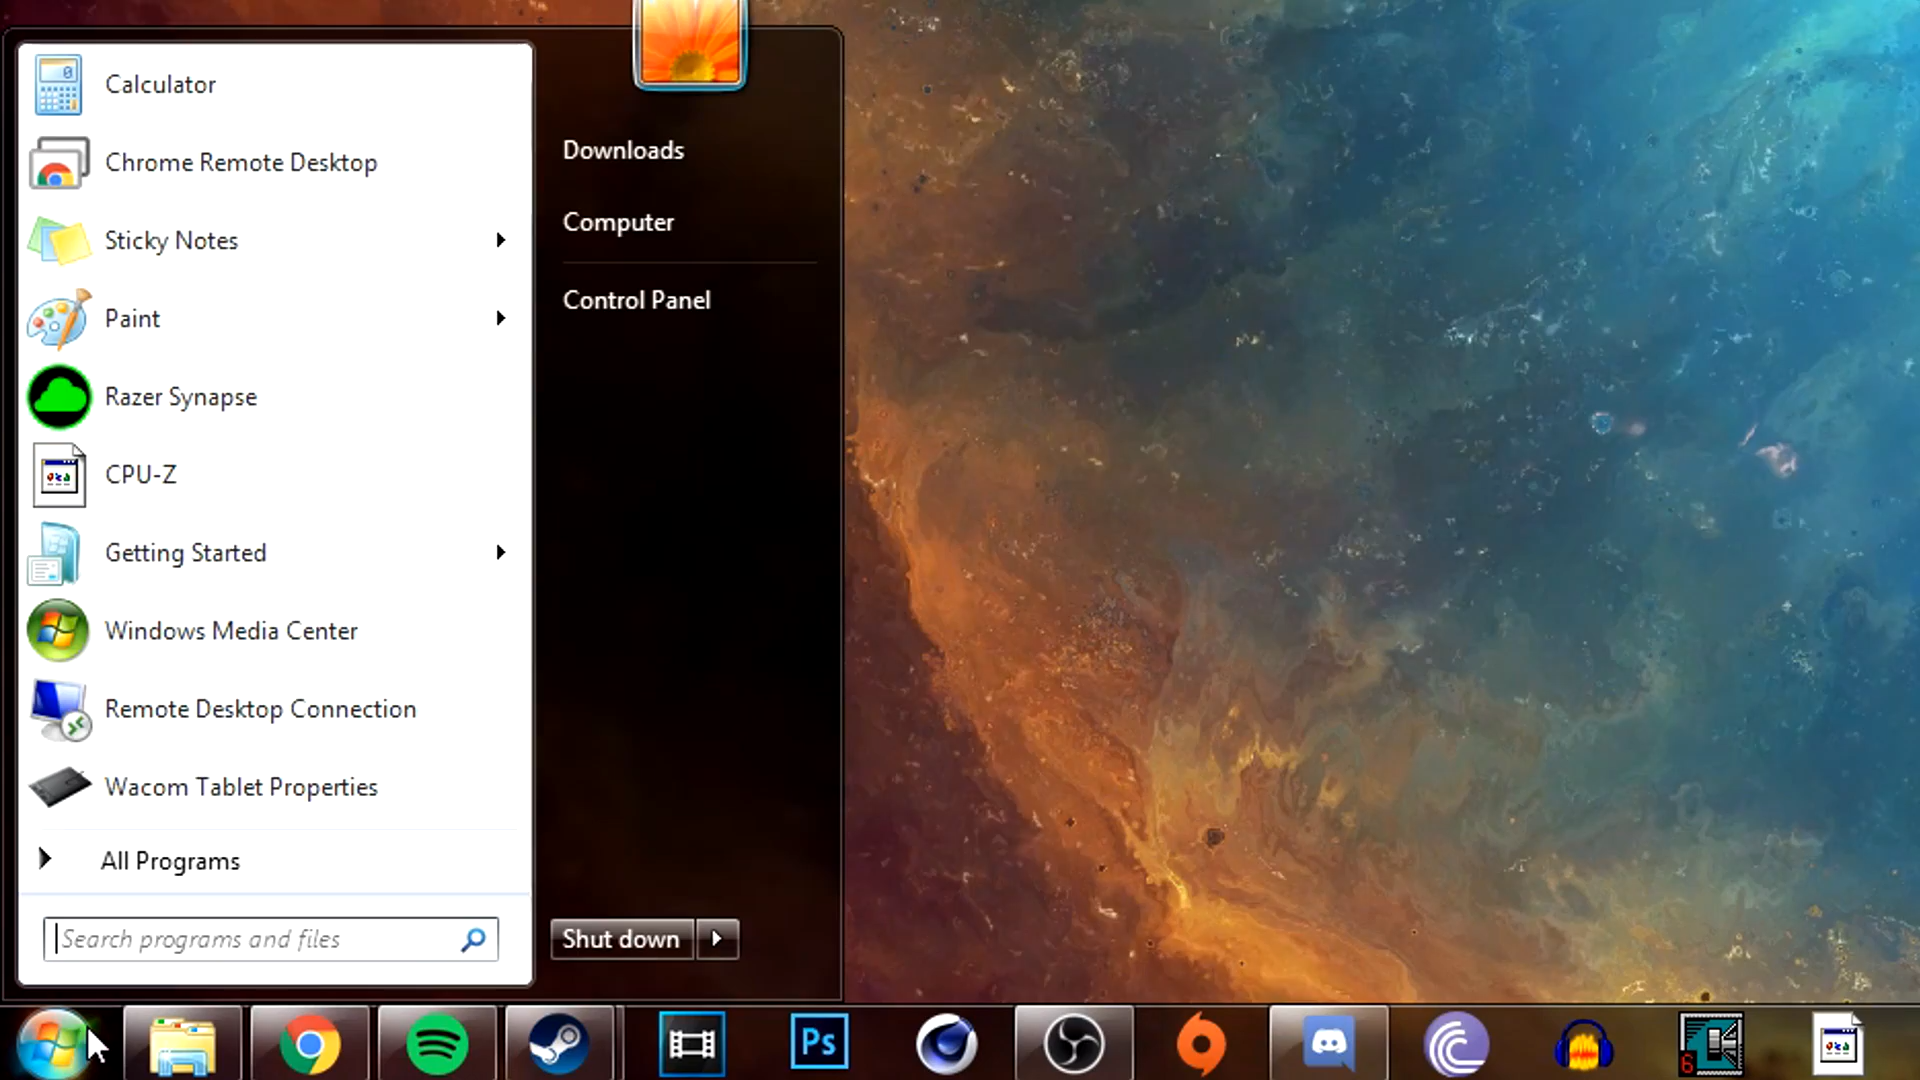 Calculator
Chrome Remote Desktop
Sticky Notes
Paint
Razer Synapse
CPU-Z
Getting Started
Windows Media Center
Remote Desktop Connection
Wacom Tablet Properties
All Programs
Search programs and files
Downloads
Computer
Control Panel
Shut down
Ps
6